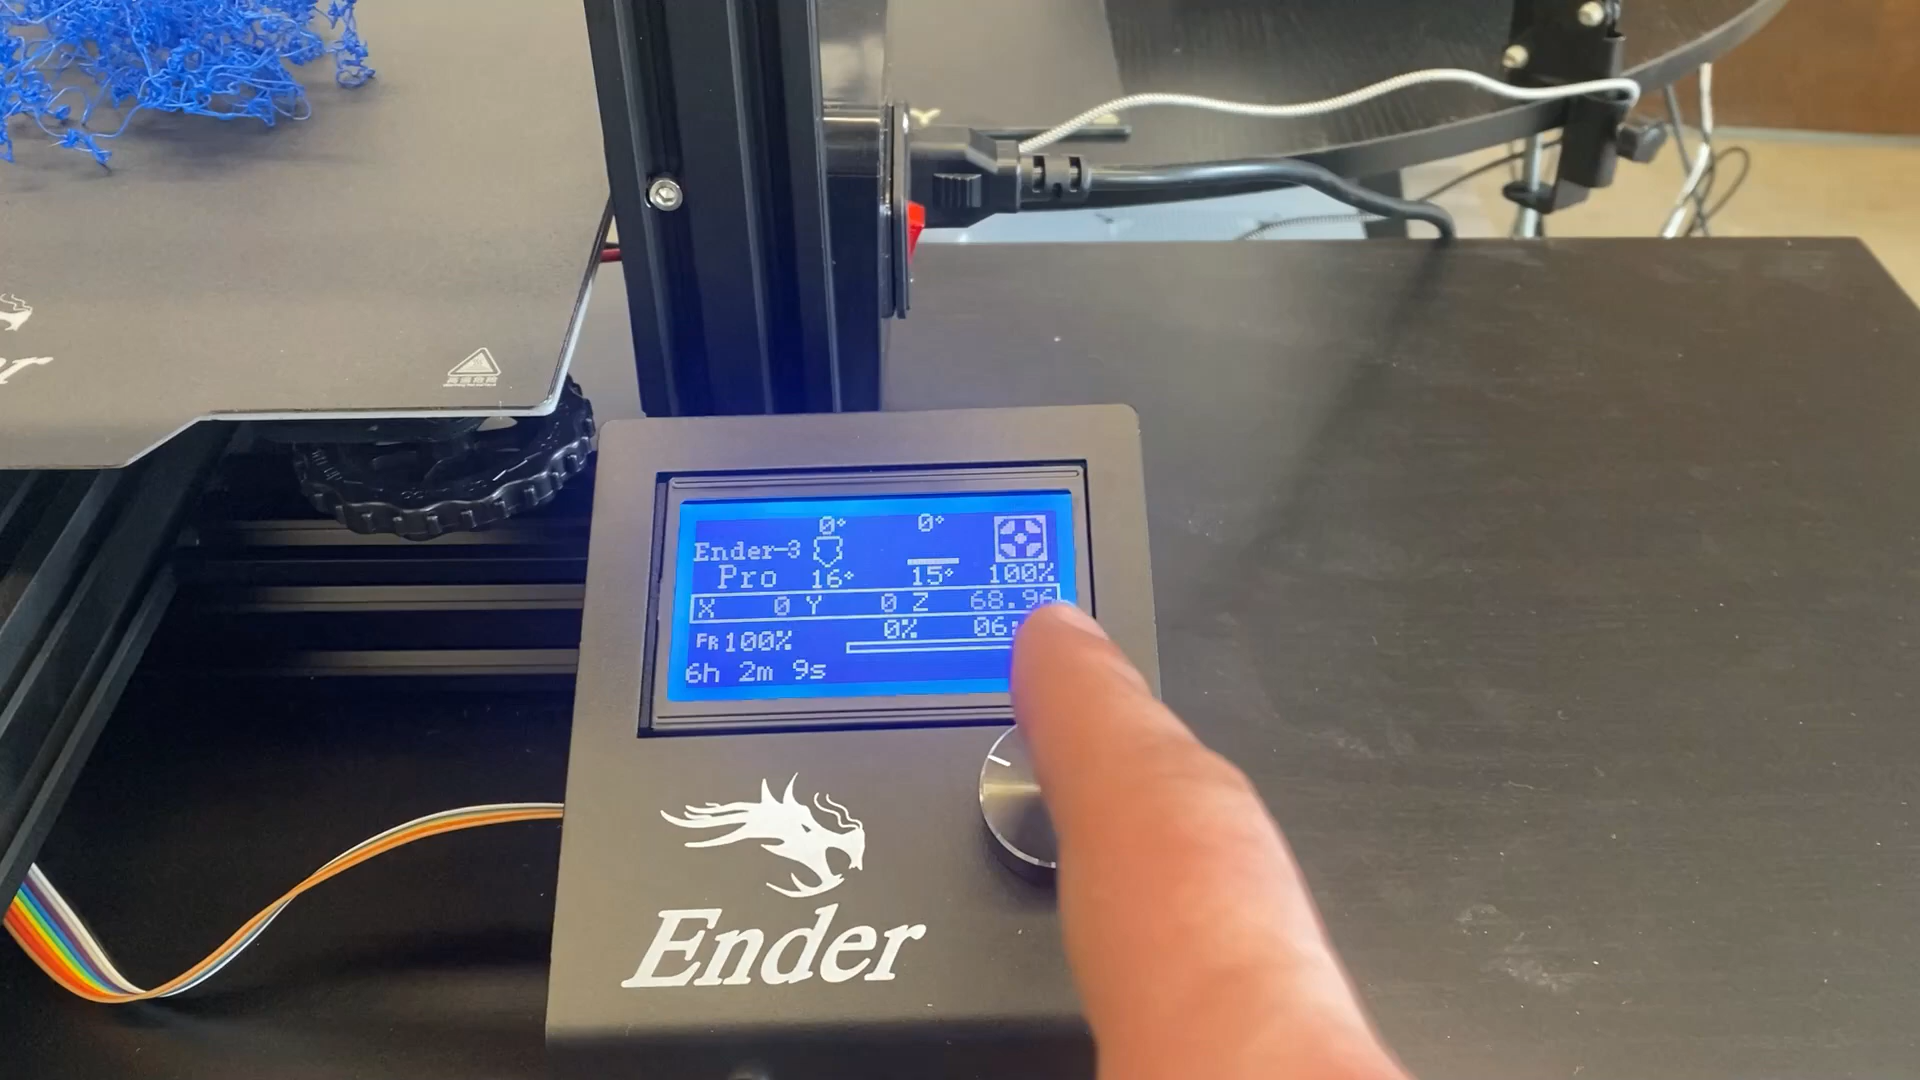 0° 0°
Ender-3
Pro 16° 15° 100%
X 0 Y 0 Z 68.96
0% 06:
FR 100%
6h 2m 9s
Ender